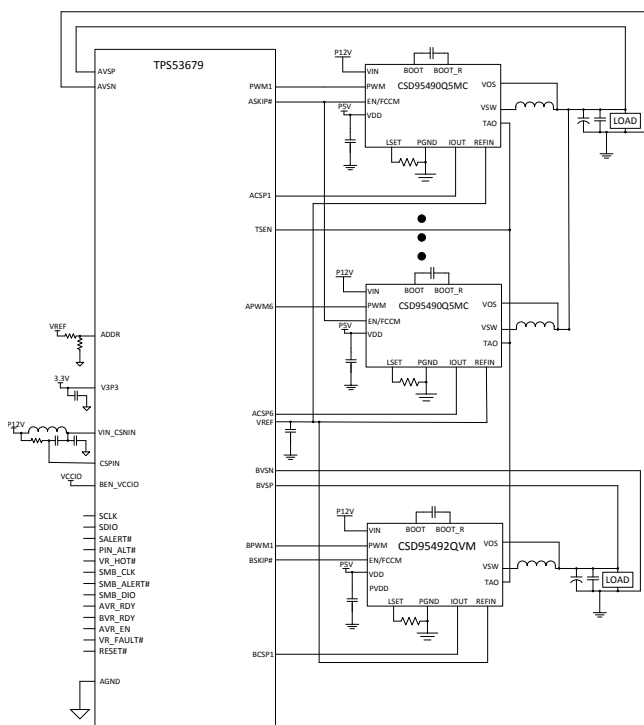 TPS53679
AVSP
AVSN
PWM1
ASKIP#
ACSP1
TSEN
APWM6
ACSP6
VREF
BVSN
BVSP
BPWM1
BSKIP#
BCSP1
VREF
ADDR
3.3V
V3P3
P12V
VIN_CSNIN
CSPIN
VCCIO
BEN_VCCIO
SCLK
SDIO
SALERT#
PIN_ALT#
VR_HOT#
SMB_CLK
SMB_ALERT#
SMB_DIO
AVR_RDY
BVR_RDY
AVR_EN
VR_FAULT#
RESET#
AGND
P12V
P5V
BOOT BOOT_R
VIN
CSD95490Q5MC
PWM
EN/FCCM
VDD
VOS
VSW
TAO
LSET PGND IOUT REFIN
LOAD
P12V
P5V
BOOT BOOT_R
VIN
CSD95490Q5MC
PWM
EN/FCCM
VDD
VOS
VSW
TAO
LSET PGND IOUT REFIN
P12V
P5V
BOOT BOOT_R
VIN
CSD95492QVM
PWM
EN/FCCM
VDD
PVDD
VOS
VSW
TAO
LSET PGND IOUT REFIN
LOAD